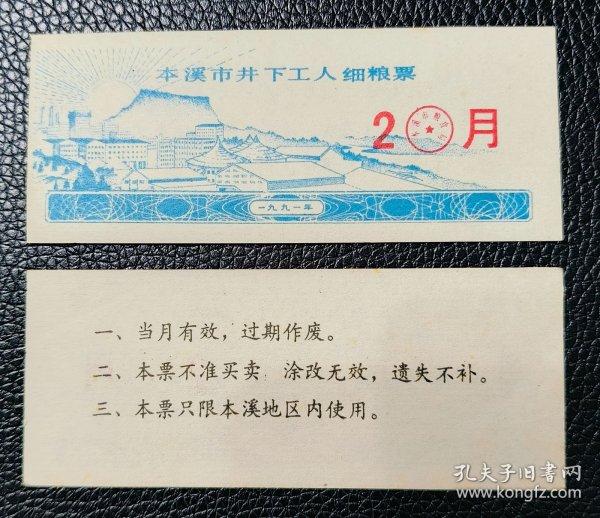 本溪市井下工人细粮票
2 月
一九九一年
一、当月有效，过期作废。
二、本票不准买卖 涂改无效，遗失不补。
三、本票只限本溪地区内使用。
孔夫子旧书网
www.kongfz.com